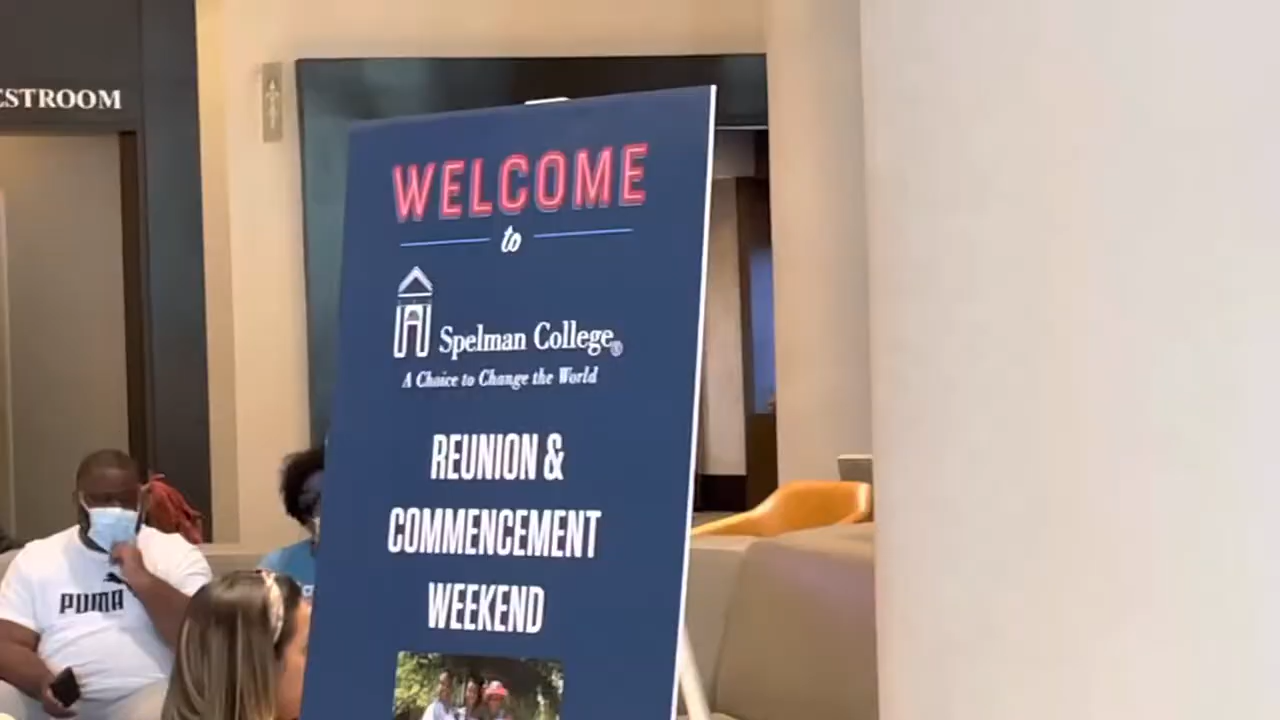 ESTROOM
WELCOME
to
Spelman College®
A Choice to Change the World
REUNION &
COMMENCEMENT
WEEKEND
PUMA